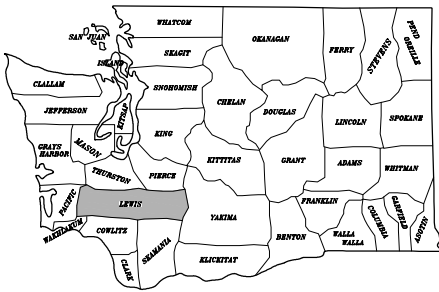 WHATCOM
SAN JUAN
SKAGIT
ISLAND
OKANAGAN
FERRY
STEVENS
PEND
OREILLE
CLALLAM
SNOHOMISH
JEFFERSON
KITSAP
CHELAN
DOUGLAS
LINCOLN
SPOKANE
GRAYS
HARBOR
MASON
KING
KITTITAS
GRANT
ADAMS
WHITMAN
THURSTON
PIERCE
PACIFIC
LEWIS
YAKIMA
FRANKLIN
WAHKIAKUM
COWLITZ
SKAMANIA
BENTON
WALLA
WALLA
COLUMBIA
GARFIELD
ASOTIN
CLARK
KLICKITAT